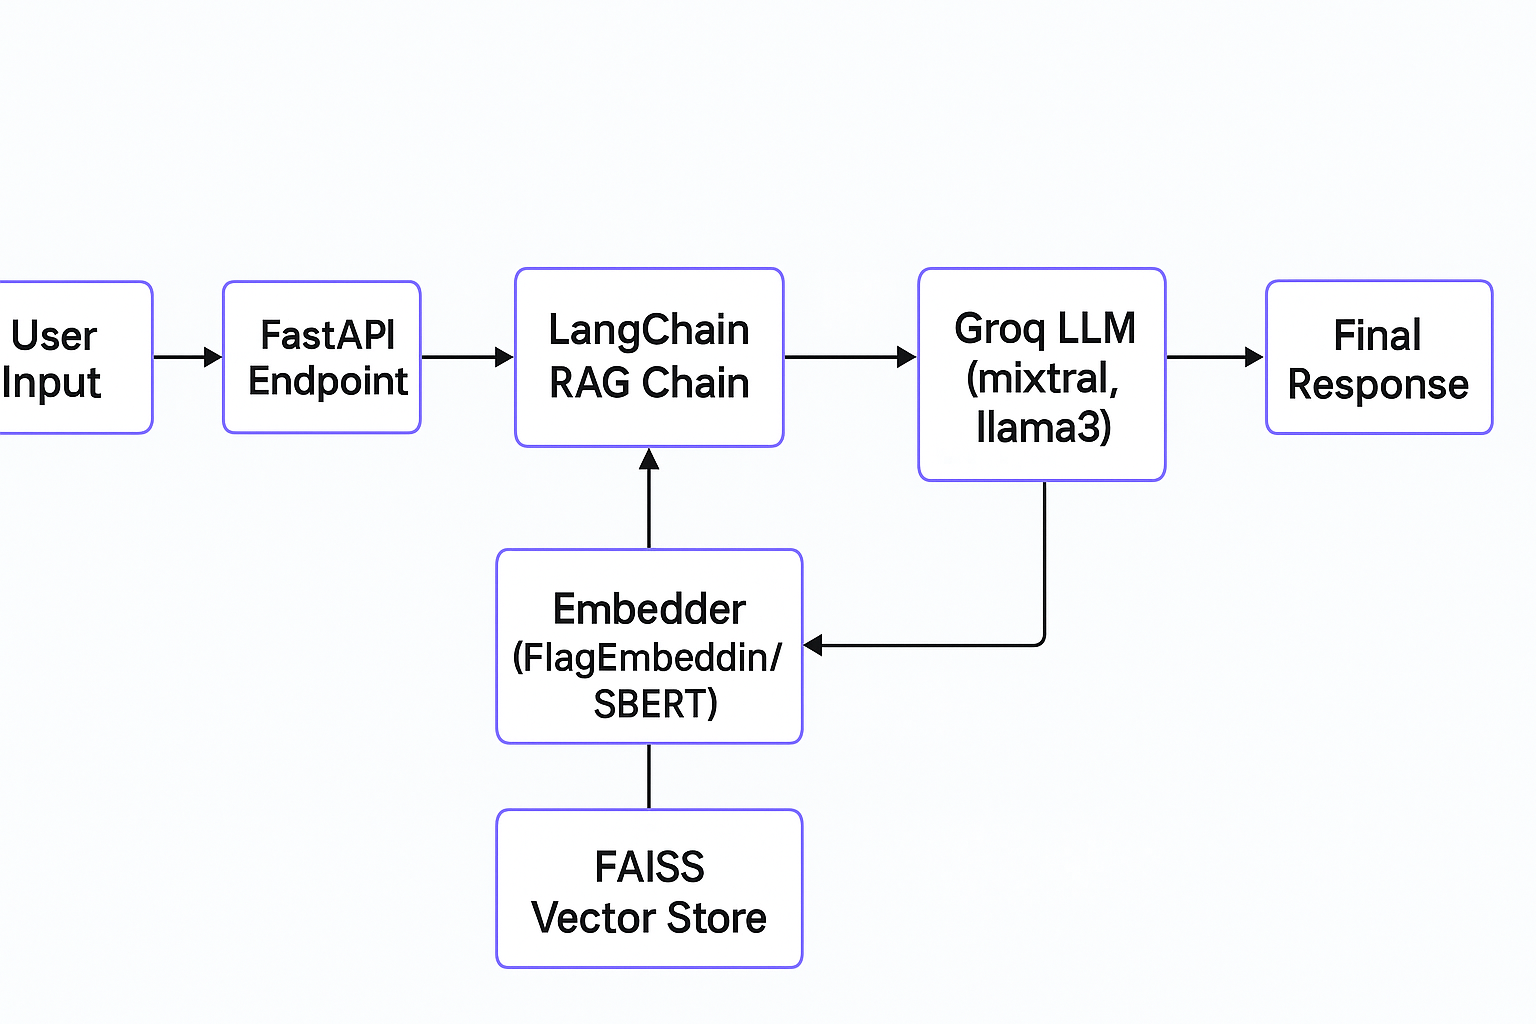 User
Input
FastAPI
Endpoint
LangChain
RAG Chain
Groq LLM
(mixtral,
llama3)
Final
Response
Embedder
(FlagEmbeddin/
SBERT)
FAISS
Vector Store